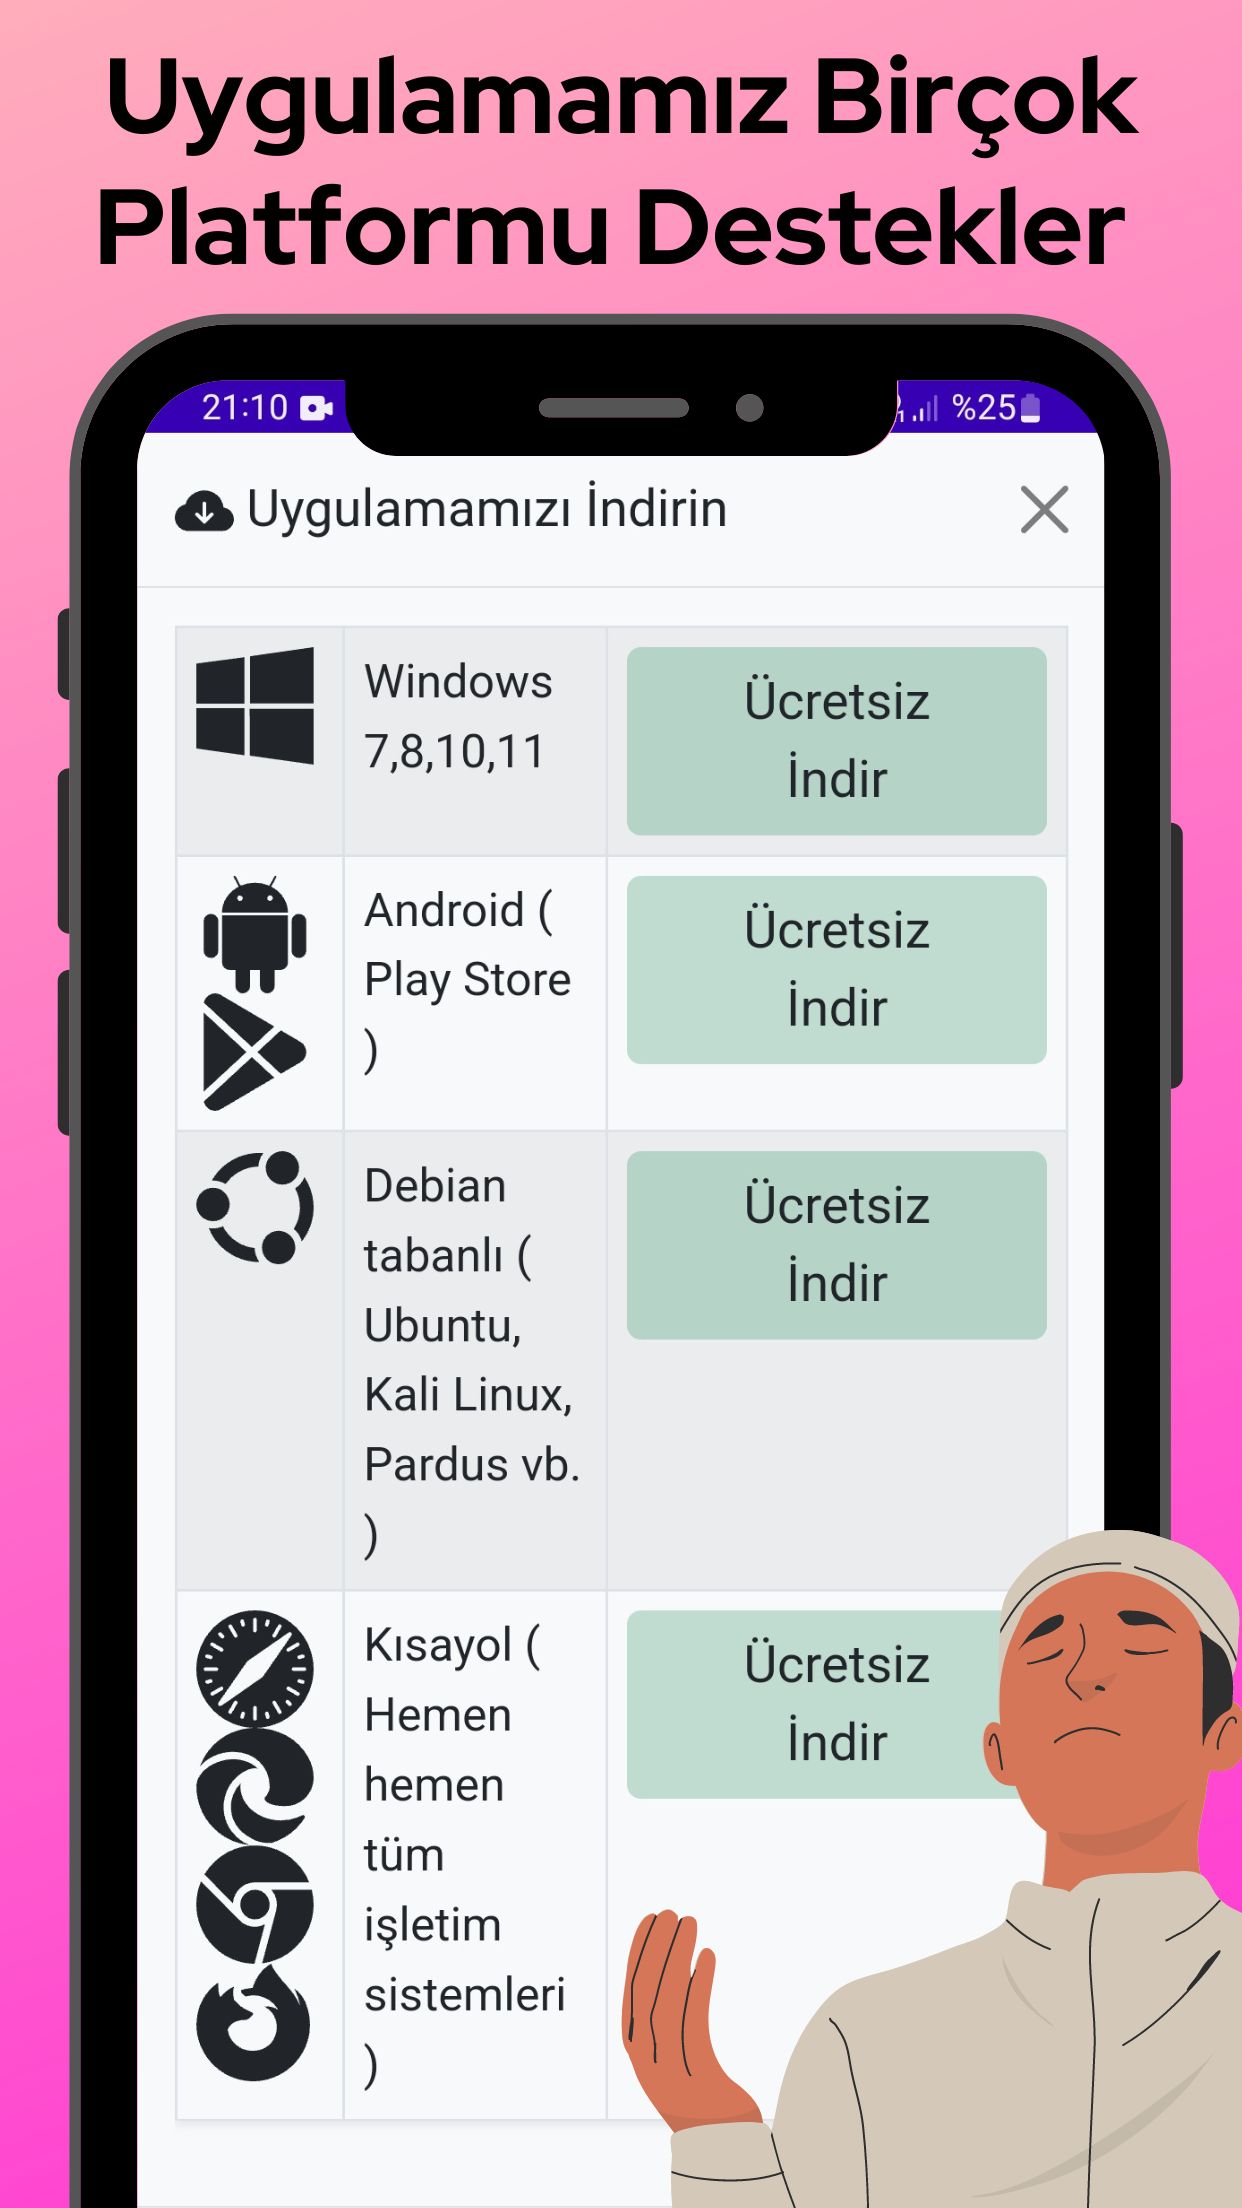 Uygulamamız Birçok
Platformu Destekler
21:10
%25
Uygulamamızı İndirin
Windows
7,8,10,11
Ücretsiz
İndir
Android (
Play Store
)
Ücretsiz
İndir
Debian
tabanlı (
Ubuntu,
Kali Linux,
Pardus vb.
)
Ücretsiz
İndir
Kısayol (
Hemen
hemen
tüm
işletim
sistemleri
)
Ücretsiz
İndir